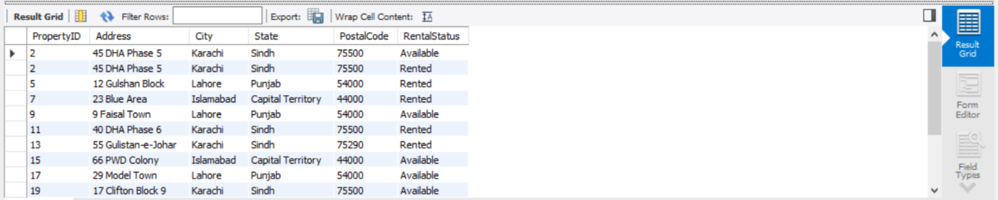 Result Grid Filter Rows: Export: Wrap Cell Content: IA
PropertyID Address City State PostalCode RentalStatus
2 45 DHA Phase 5 Karachi Sindh 75500 Available
2 45 DHA Phase 5 Karachi Sindh 75500 Rented
5 12 Gulshan Block Lahore Punjab 54000 Rented
7 23 Blue Area Islamabad Capital Territory 44000 Rented
9 9 Faisal Town Lahore Punjab 54000 Available
11 40 DHA Phase 6 Karachi Sindh 75500 Rented
13 55 Gulistan-e-Johar Karachi Sindh 75290 Rented
15 66 PWD Colony Islamabad Capital Territory 44000 Available
17 29 Model Town Lahore Punjab 54000 Available
19 17 Clifton Block 9 Karachi Sindh 75500 Available
Result
Grid
Form
Editor
Field
Types